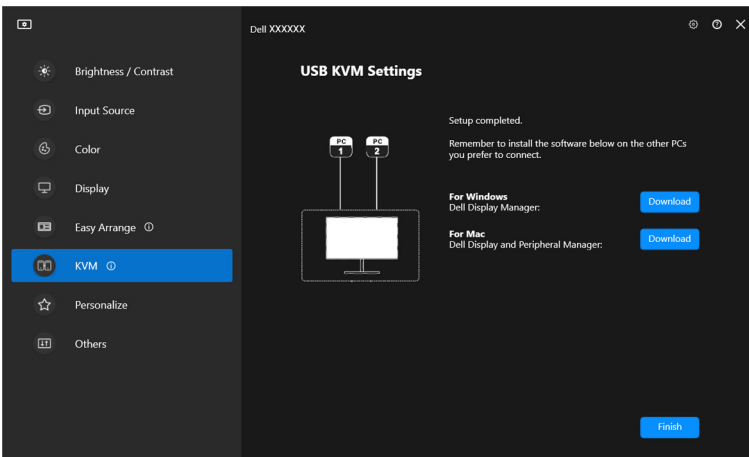 Dell XXXXXX
Brightness / Contrast
Input Source
Color
Display
Easy Arrange
KVM
Personalize
Others
USB KVM Settings
PC
1
PC
2
Setup completed.
Remember to install the software below on the other PCs
you prefer to connect.
For Windows
Dell Display Manager:
Download
For Mac
Dell Display and Peripheral Manager:
Download
Finish